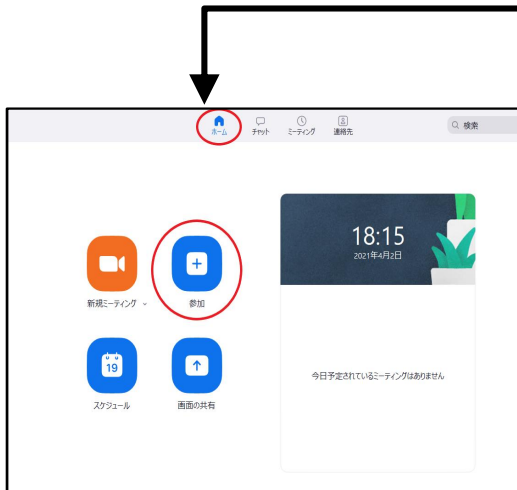 ホーム
チャット
ミーティング
連絡先
検索
18:15
2021年4月2日
新規ミーティング
参加
19
スケジュール
画面の共有
今日予定されているミーティングはありません